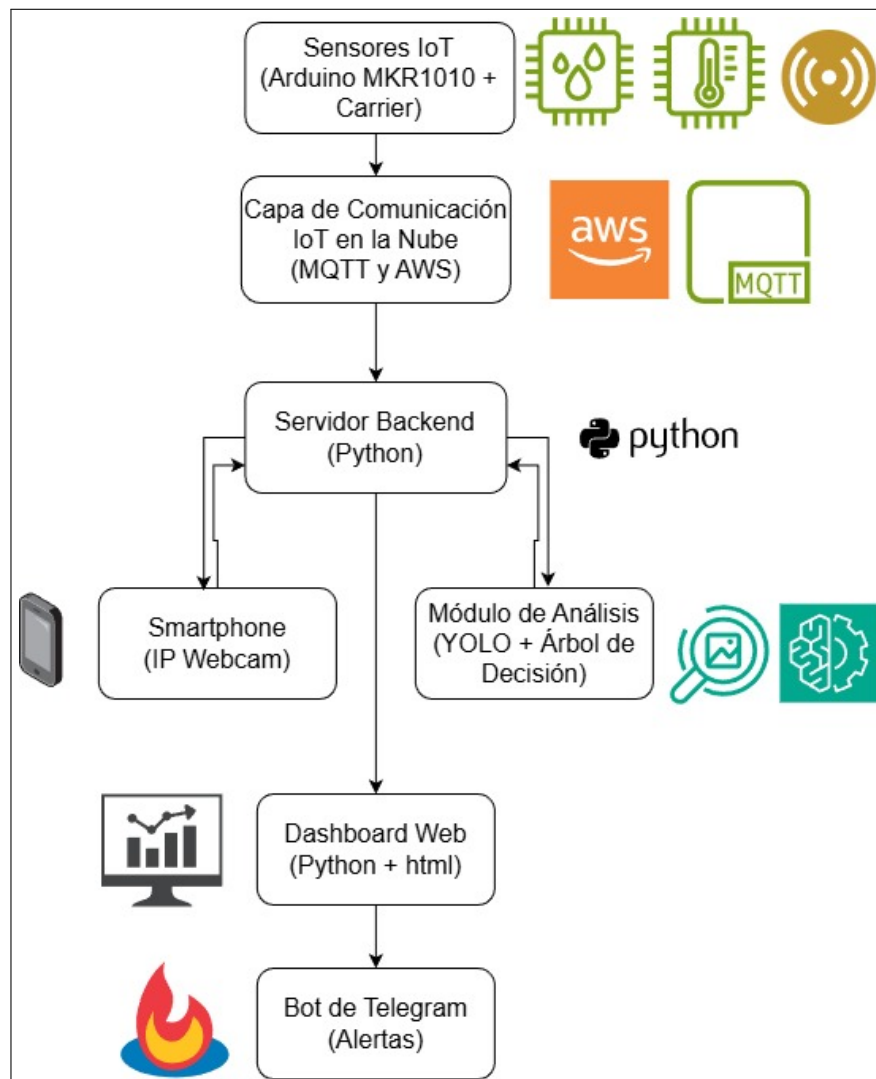 Sensores IoT
(Arduino MKR1010 +
Carrier)
Capa de Comunicación
IoT en la Nube
(MQTT y AWS)
aws
MQTT
Servidor Backend
(Python)
python
Smartphone
(IP Webcam)
Módulo de Análisis
(YOLO + Árbol de
Decisión)
Dashboard Web
(Python + html)
Bot de Telegram
(Alertas)